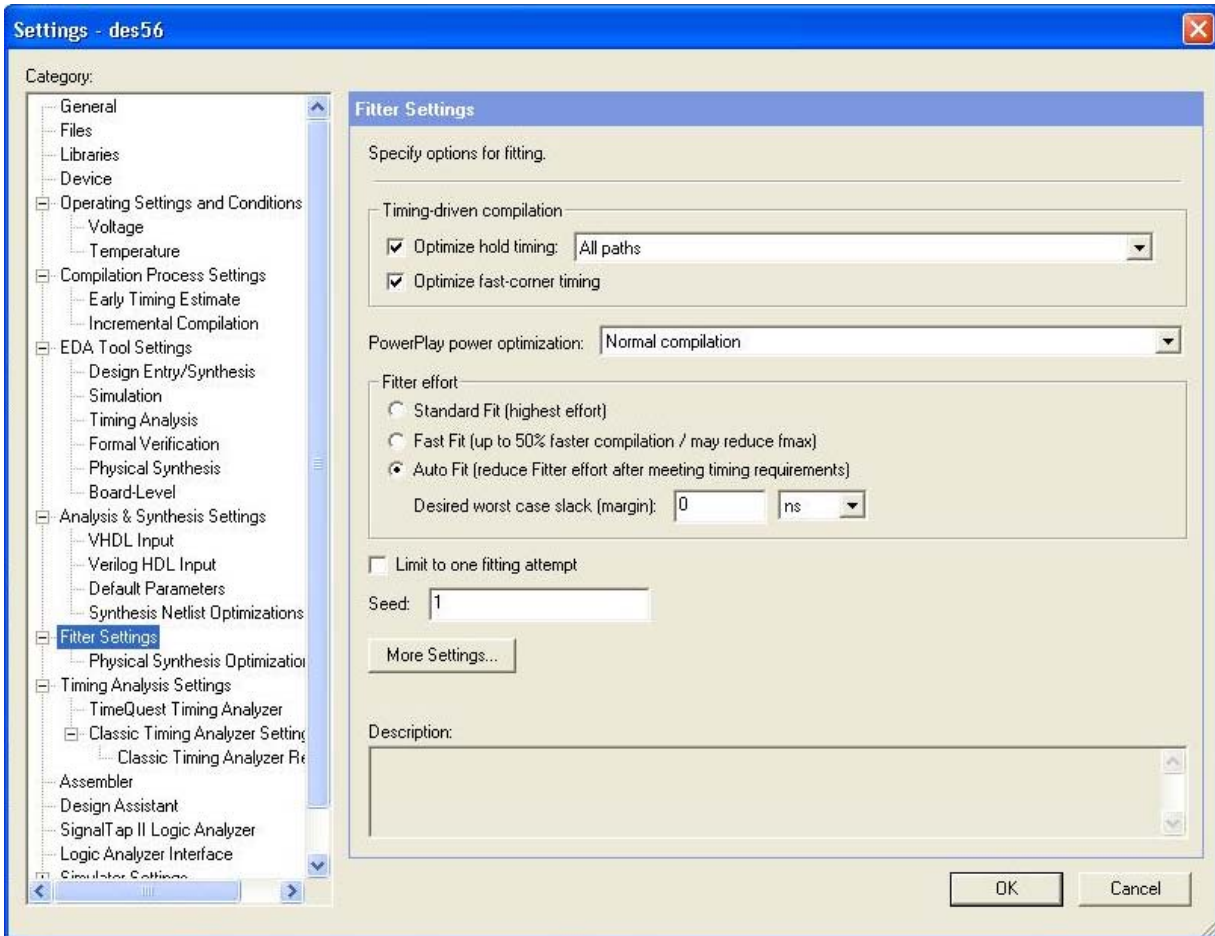 Settings - des56
Category:
General
Files
Libraries
Device
Operating Settings and Conditions
Voltage
Temperature
Compilation Process Settings
Early Timing Estimate
Incremental Compilation
EDA Tool Settings
Design Entry/Synthesis
Simulation
Timing Analysis
Formal Verification
Physical Synthesis
Board-Level
Analysis & Synthesis Settings
VHDL Input
Verilog HDL Input
Default Parameters
Synthesis Netlist Optimizations
Fitter Settings
Physical Synthesis Optimization
Timing Analysis Settings
TimeQuest Timing Analyzer
Classic Timing Analyzer Setting
Classic Timing Analyzer Re
Assembler
Design Assistant
SignalTap II Logic Analyzer
Logic Analyzer Interface
Simulator Settings
Fitter Settings
Specify options for fitting.
Timing-driven compilation
Optimize hold timing: All paths
Optimize fast-corner timing
PowerPlay power optimization: Normal compilation
Fitter effort
Standard Fit (highest effort)
Fast Fit (up to 50% faster compilation / may reduce fmax)
Auto Fit (reduce Fitter effort after meeting timing requirements)
Desired worst case slack (margin): 0 ns
Limit to one fitting attempt
Seed: 1
More Settings...
Description:
OK Cancel